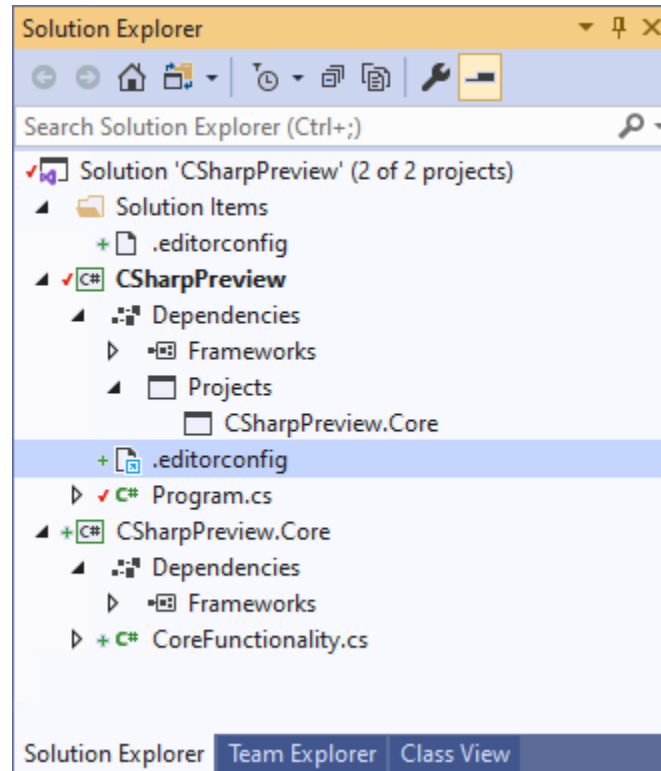 Solution Explorer
Search Solution Explorer (Ctrl+;)
Solution 'CSharpPreview' (2 of 2 projects)
Solution Items
.editorconfig
C# CSharpPreview
Dependencies
Frameworks
Projects
CSharpPreview.Core
.editorconfig
C# Program.cs
C# CSharpPreview.Core
Dependencies
Frameworks
C# CoreFunctionality.cs
Solution Explorer Team Explorer Class View